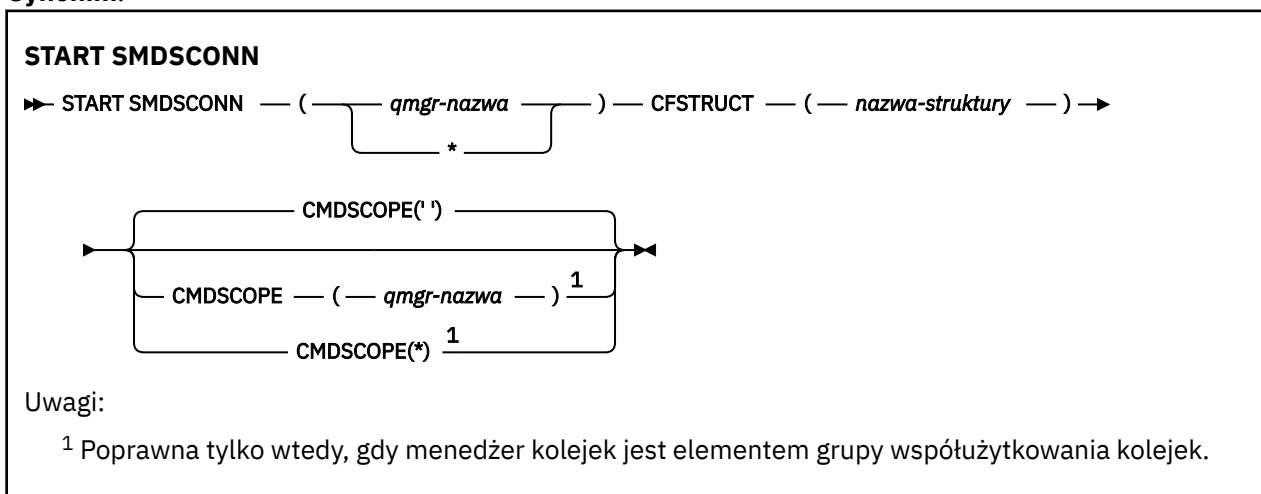 START SMDSCONN
START SMDSCONN ( qmgr-nazwa ) CFSTRUCT ( nazwa-struktury )
*
CMDSCOPE(' ')
CMDSCOPE ( qmgr-nazwa ) 1
CMDSCOPE(*) 1
Uwagi:
1 Poprawna tylko wtedy, gdy menedżer kolejek jest elementem grupy współużytkowania kolejek.